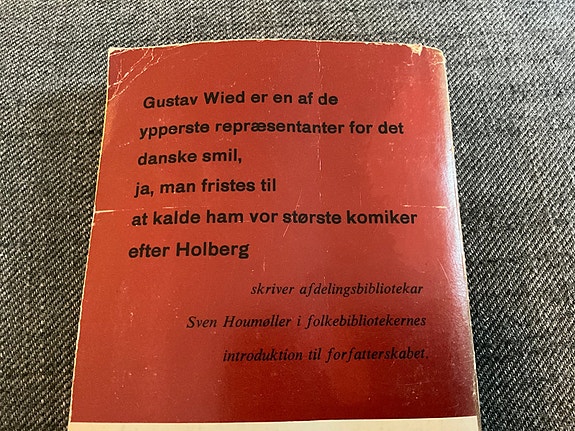 Gustav Wied er en af de
ypperste repræsentanter for det
danske smil,
ja, man fristes til
at kalde ham vor største komiker
efter Holberg
skriver afdelingsbibliotekar
Sven Houmøller i folkebibliotekernes
introduktion til forfatterskabet.